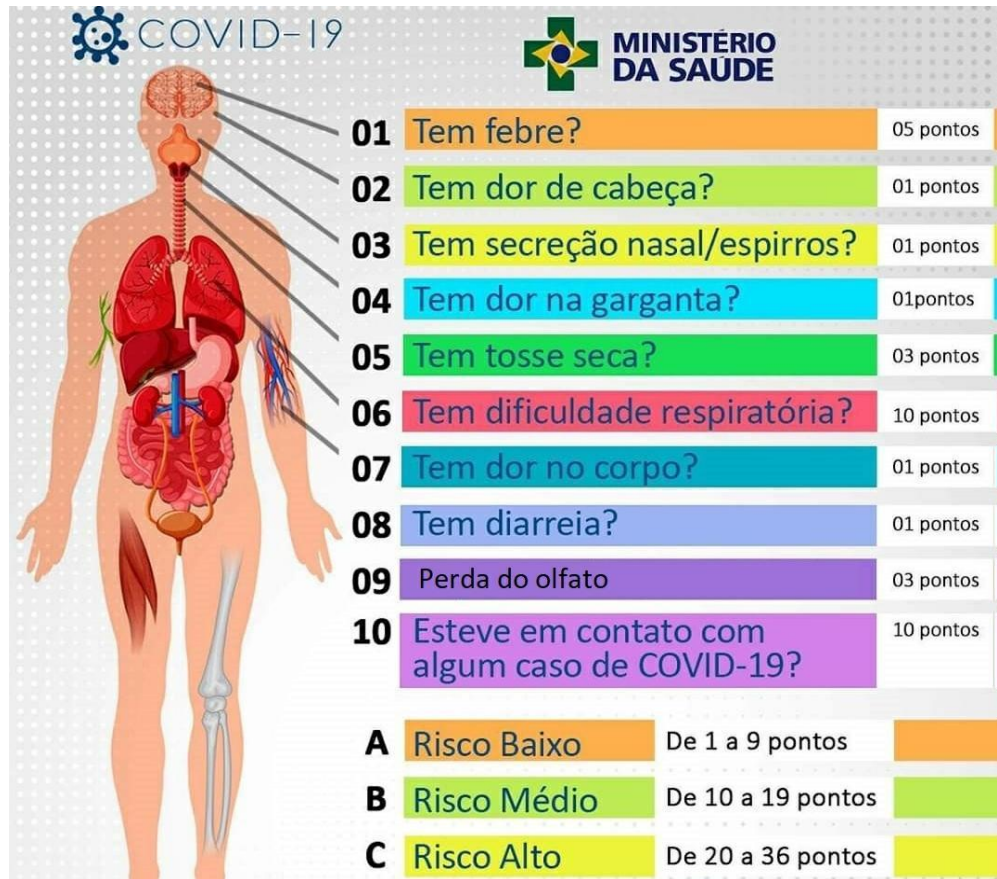 COVID-19
MINISTÉRIO
DA SAÚDE
01 Tem febre? 05 pontos
02 Tem dor de cabeça? 01 pontos
03 Tem secreção nasal/espirros? 01 pontos
04 Tem dor na garganta? 01pontos
05 Tem tosse seca? 03 pontos
06 Tem dificuldade respiratória? 10 pontos
07 Tem dor no corpo? 01 pontos
08 Tem diarreia? 01 pontos
09 Perda do olfato 03 pontos
10 Esteve em contato com 10 pontos
algum caso de COVID-19?
A Risco Baixo De 1 a 9 pontos
B Risco Médio De 10 a 19 pontos
C Risco Alto De 20 a 36 pontos